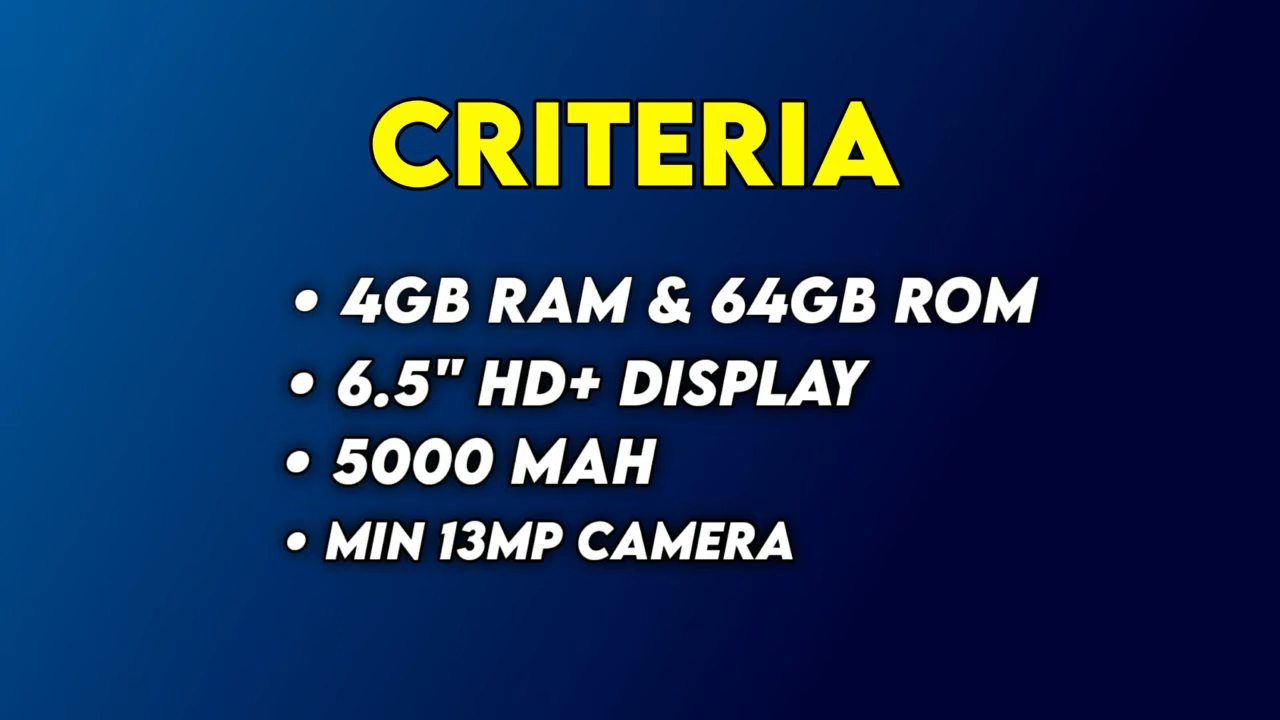 CRITERIA
• 4GB RAM & 64GB ROM
• 6.5" HD+ DISPLAY
• 5000 MAH
• MIN 13MP CAMERA